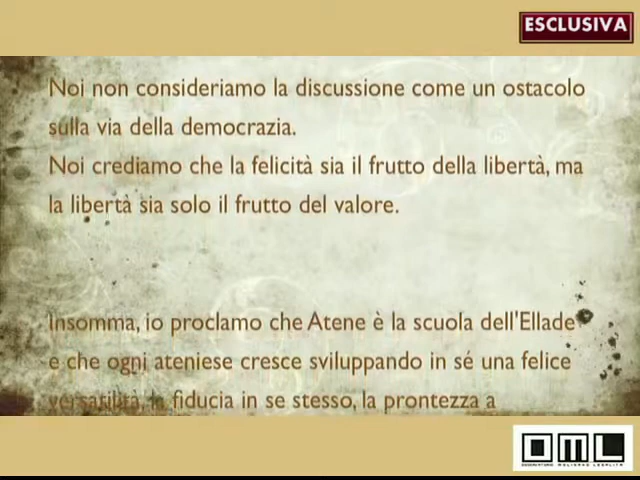 ESCLUSIVA
Noi non consideriamo la discussione come un ostacolo
sulla via della democrazia.
Noi crediamo che la felicità sia il frutto della libertà, ma
la libertà sia solo il frutto del valore.
Insomma, io proclamo che Atene è la scuola dell'Ellade
e che ogni ateniese cresce sviluppando in sé una felice
versatilità, la fiducia in se stesso, la prontezza a
OML
OSSERVATORIO MOLISANO LEGALITÀ